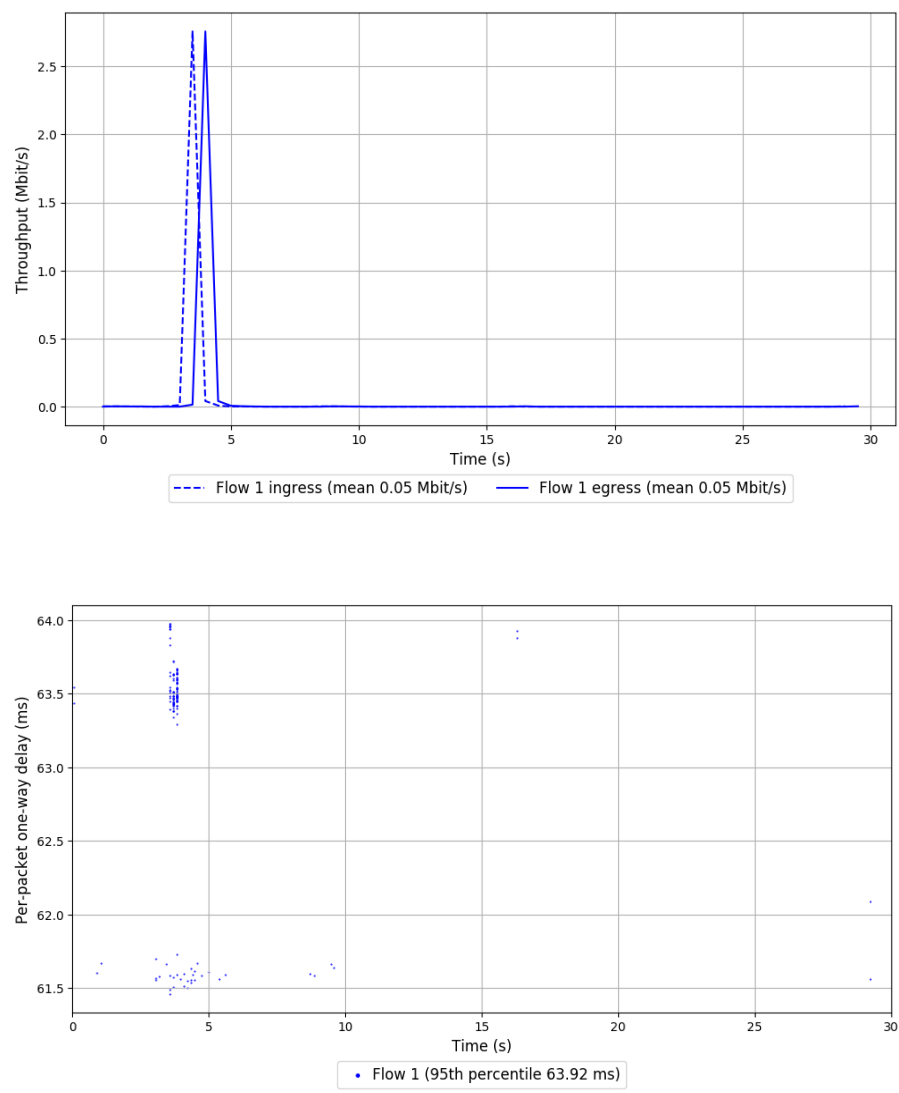 2.5
2.0
1.5
1.0
0.5
0.0
Throughput (Mbit/s)
0 5 10 15 20 25 30
Time (s)
Flow 1 ingress (mean 0.05 Mbit/s) Flow 1 egress (mean 0.05 Mbit/s)
64.0
63.5
63.0
62.5
62.0
61.5
Per-packet one-way delay (ms)
0 5 10 15 20 25 30
Time (s)
Flow 1 (95th percentile 63.92 ms)